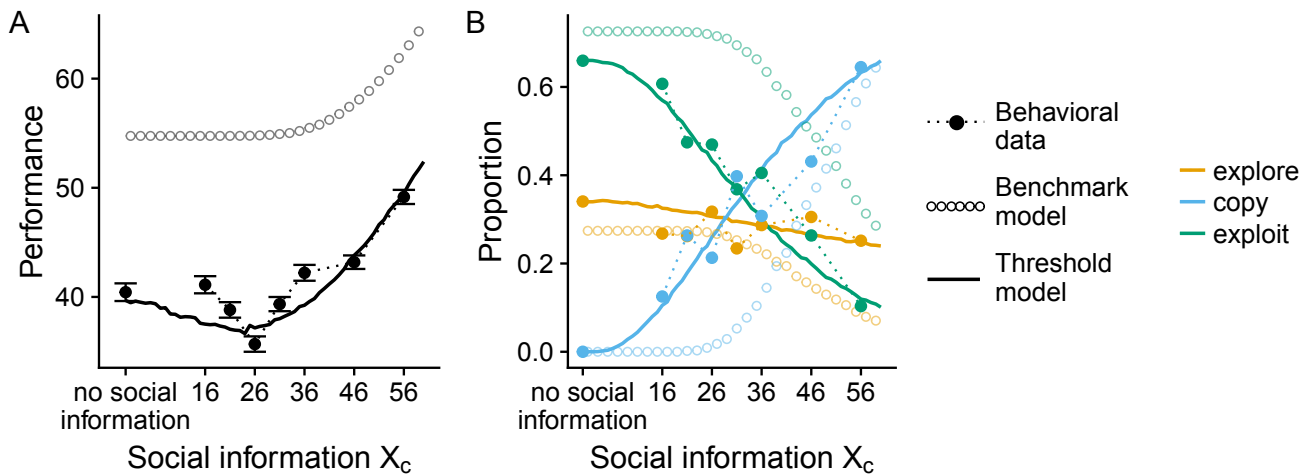 A
Performance
60
50
40
no social
information
16
26
36
46
56
Social information Xc
B
Proportion
0.6
0.4
0.2
0.0
no social
information
16
26
36
46
56
Social information Xc
Behavioral
data
Benchmark
model
Threshold
model
explore
copy
exploit